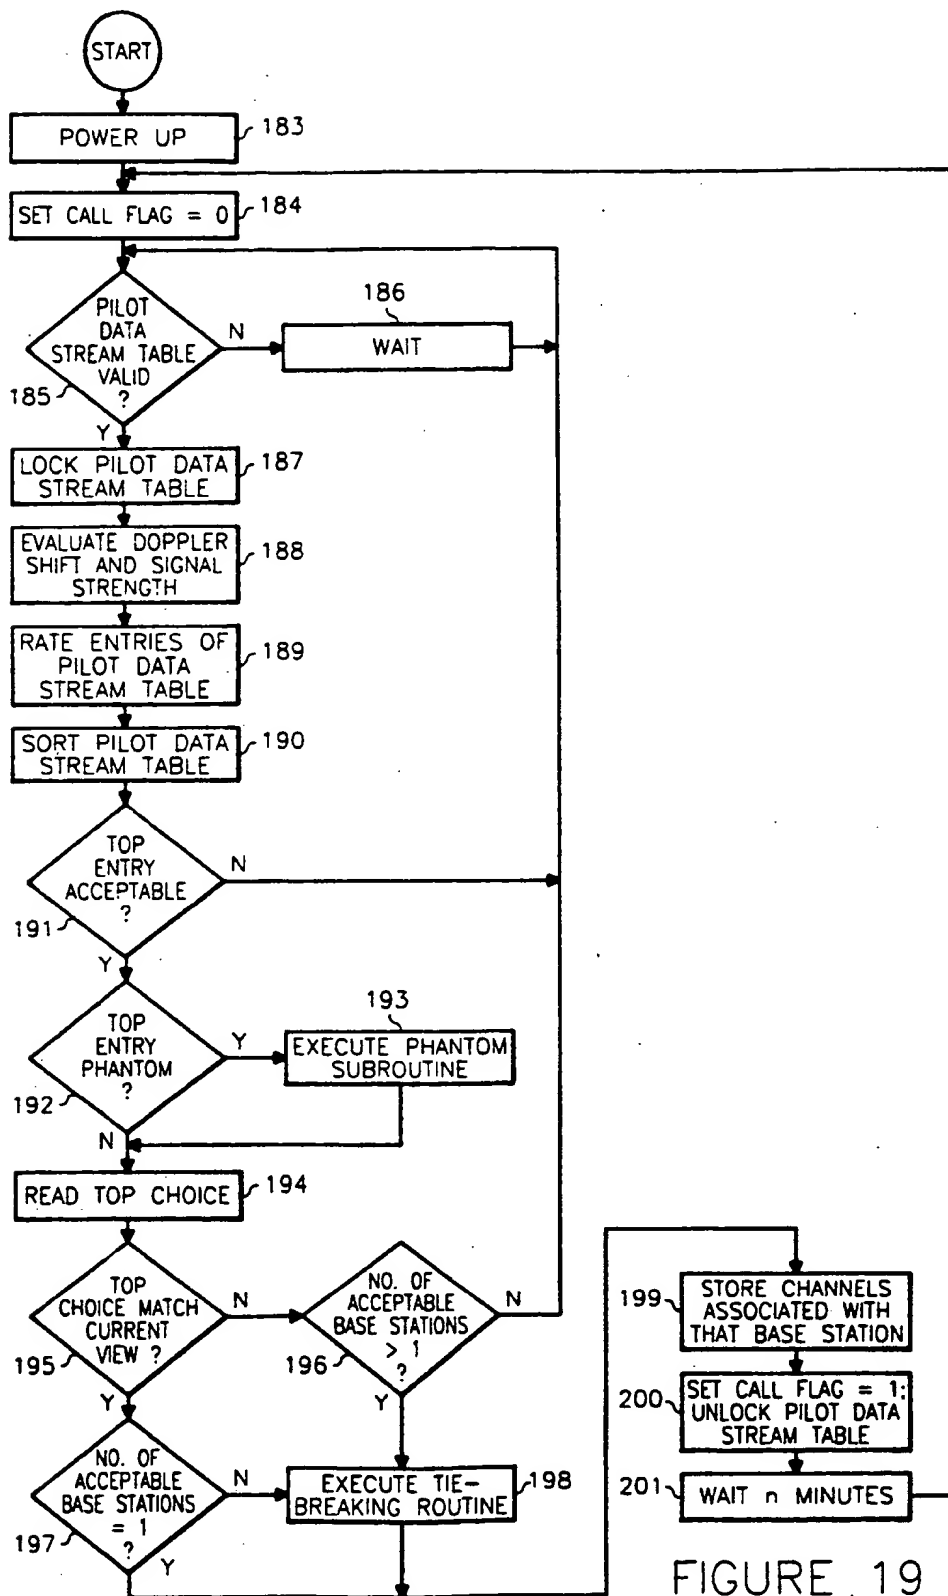 START
POWER UP
183
SET CALL FLAG = 0
184
PILOT
DATA
STREAM TABLE
VALID
?
185
N
Y
186
WAIT
LOCK PILOT DATA
STREAM TABLE
187
EVALUATE DOPPLER
SHIFT AND SIGNAL
STRENGTH
188
RATE ENTRIES OF
PILOT DATA
STREAM TABLE
189
SORT PILOT DATA
STREAM TABLE
190
TOP
ENTRY
ACCEPTABLE
?
191
N
Y
TOP
ENTRY
PHANTOM
?
192
Y
N
193
EXECUTE PHANTOM
SUBROUTINE
READ TOP CHOICE
194
TOP
CHOICE MATCH
CURRENT
VIEW ?
195
N
Y
NO. OF
ACCEPTABLE
BASE STATIONS
> 1
?
196
N
Y
NO. OF
ACCEPTABLE
BASE STATIONS
= 1
?
197
N
Y
EXECUTE TIE-
BREAKING ROUTINE
198
199
STORE CHANNELS
ASSOCIATED WITH
THAT BASE STATION
200
SET CALL FLAG = 1;
UNLOCK PILOT DATA
STREAM TABLE
201
WAIT n MINUTES
FIGURE 19